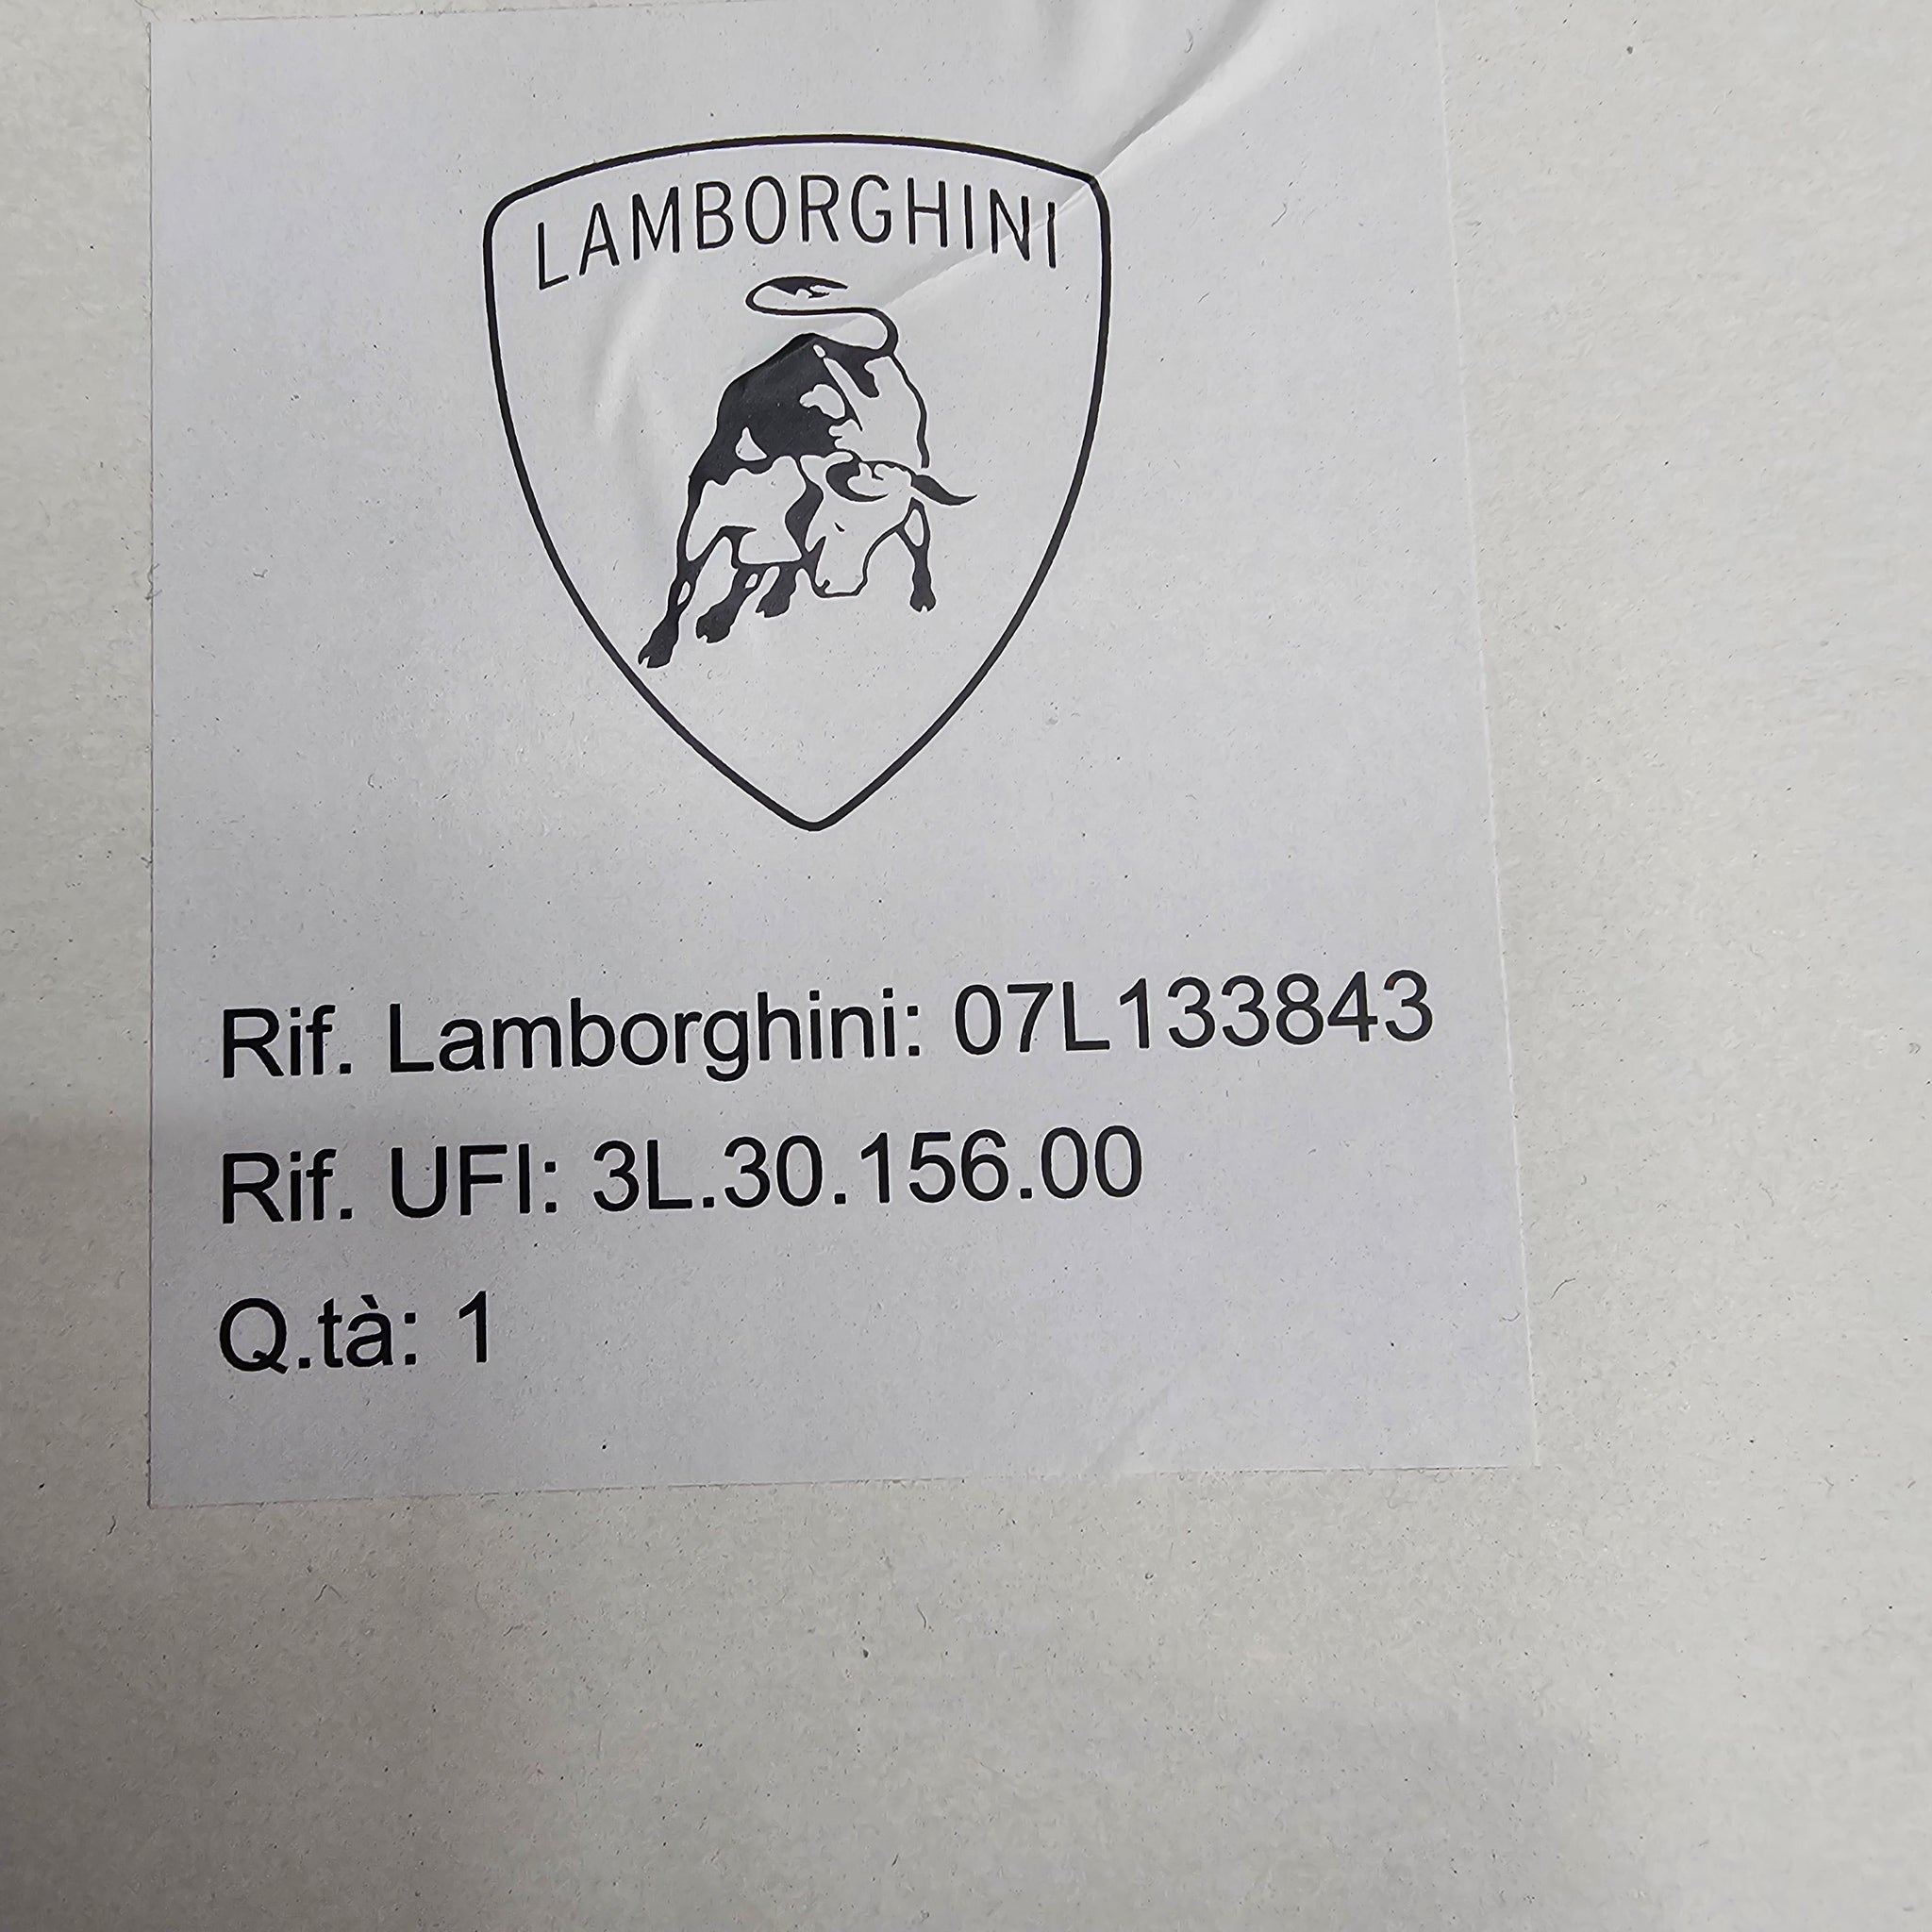 LAMBORGHINI
Rif. Lamborghini: 07L133843
Rif. UFI: 3L.30.156.00
Q.tà: 1